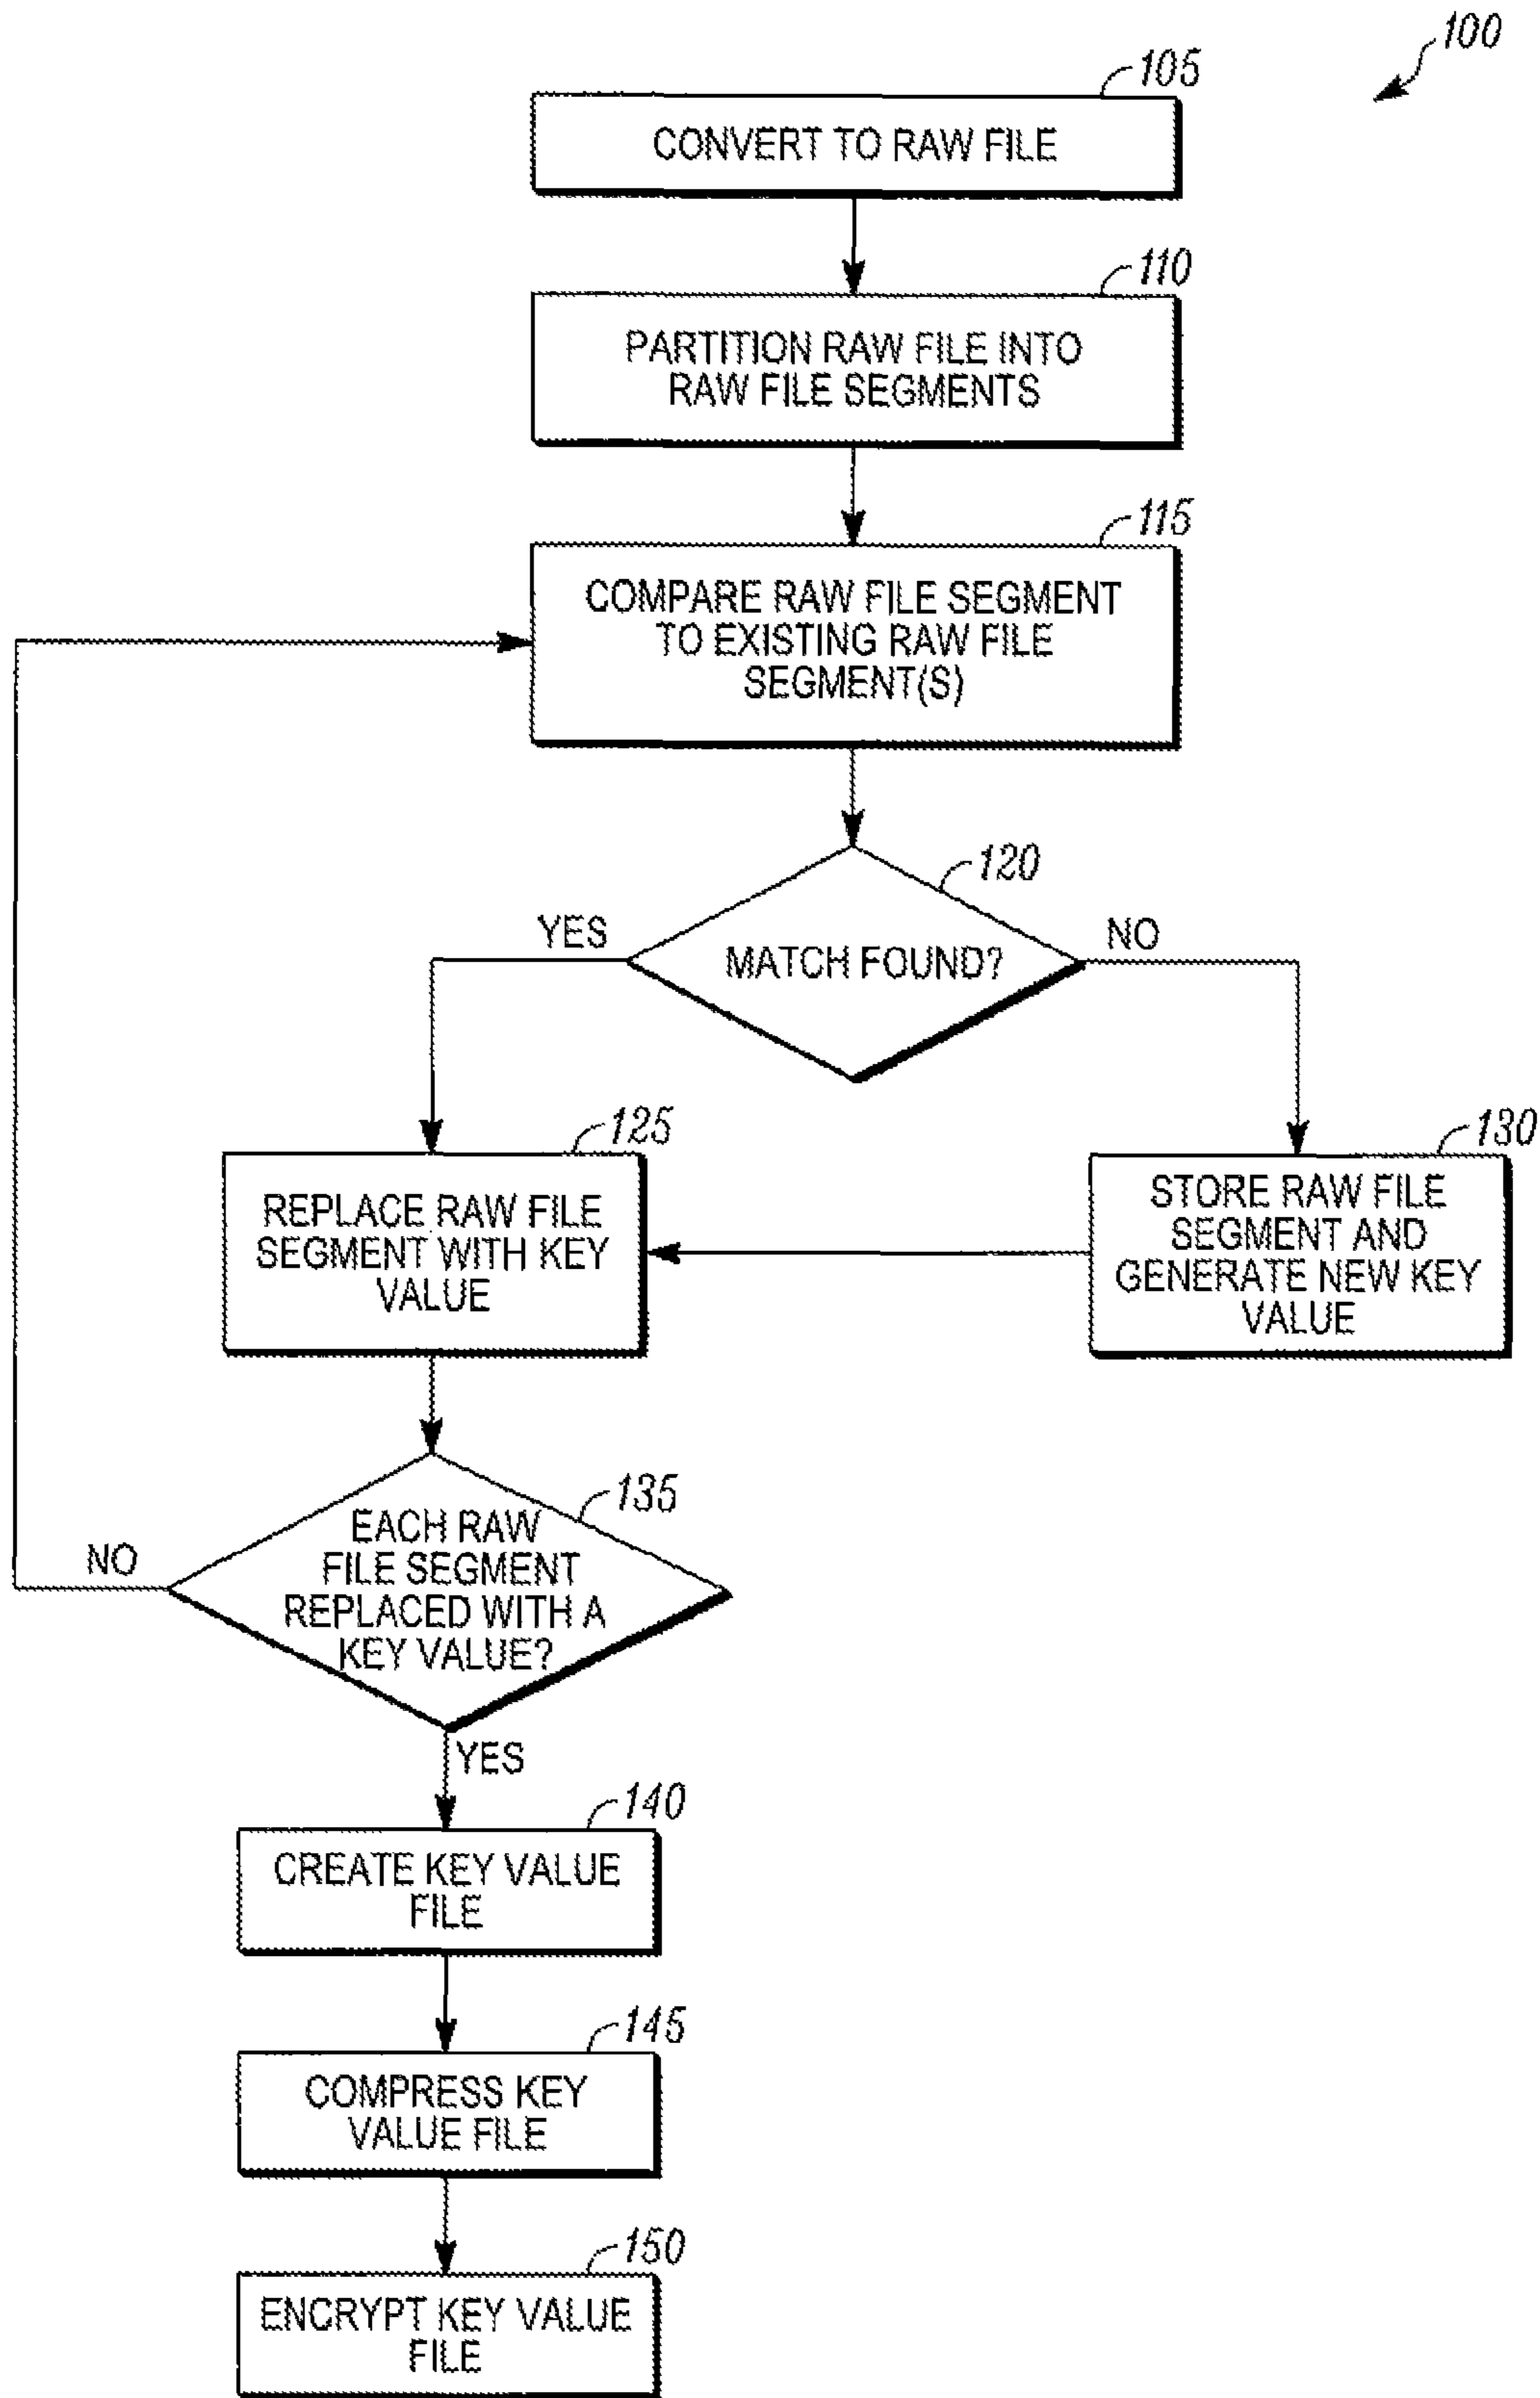 100
105
CONVERT TO RAW FILE
110
PARTITION RAW FILE INTO
RAW FILE SEGMENTS
115
COMPARE RAW FILE SEGMENT
TO EXISTING RAW FILE
SEGMENT(S)
120
YES
MATCH FOUND?
NO
125
REPLACE RAW FILE
SEGMENT WITH KEY
VALUE
130
STORE RAW FILE
SEGMENT AND
GENERATE NEW KEY
VALUE
135
NO
EACH RAW
FILE SEGMENT
REPLACED WITH A
KEY VALUE?
YES
140
CREATE KEY VALUE
FILE
145
COMPRESS KEY
VALUE FILE
150
ENCRYPT KEY VALUE
FILE